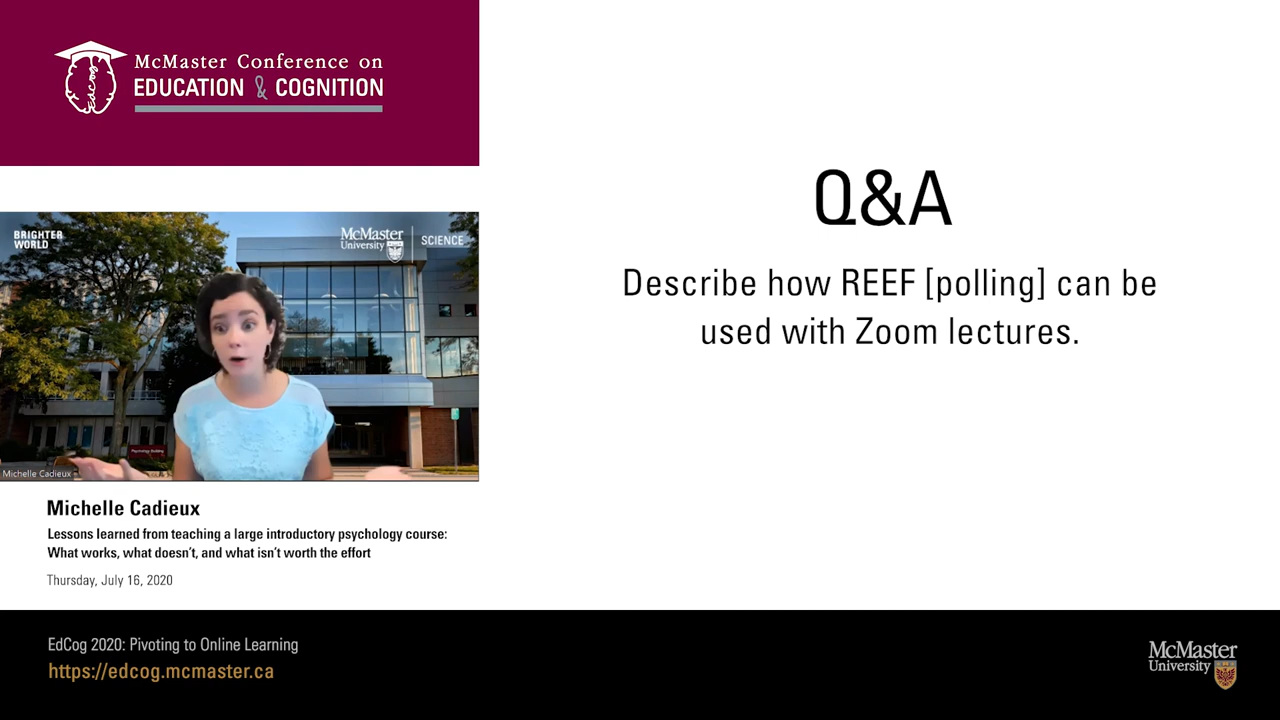 McMaster Conference on
EDUCATION & COGNITION
edcog
BRIGHTER
WORLD
McMaster
University
SCIENCE
Psychology Building
Michelle Cadieux
Michelle Cadieux
Lessons learned from teaching a large introductory psychology course:
What works, what doesn't, and what isn't worth the effort
Thursday, July 16, 2020
Q&A
Describe how REEF [polling] can be
used with Zoom lectures.
EdCog 2020: Pivoting to Online Learning
https://edcog.mcmaster.ca
McMaster
University